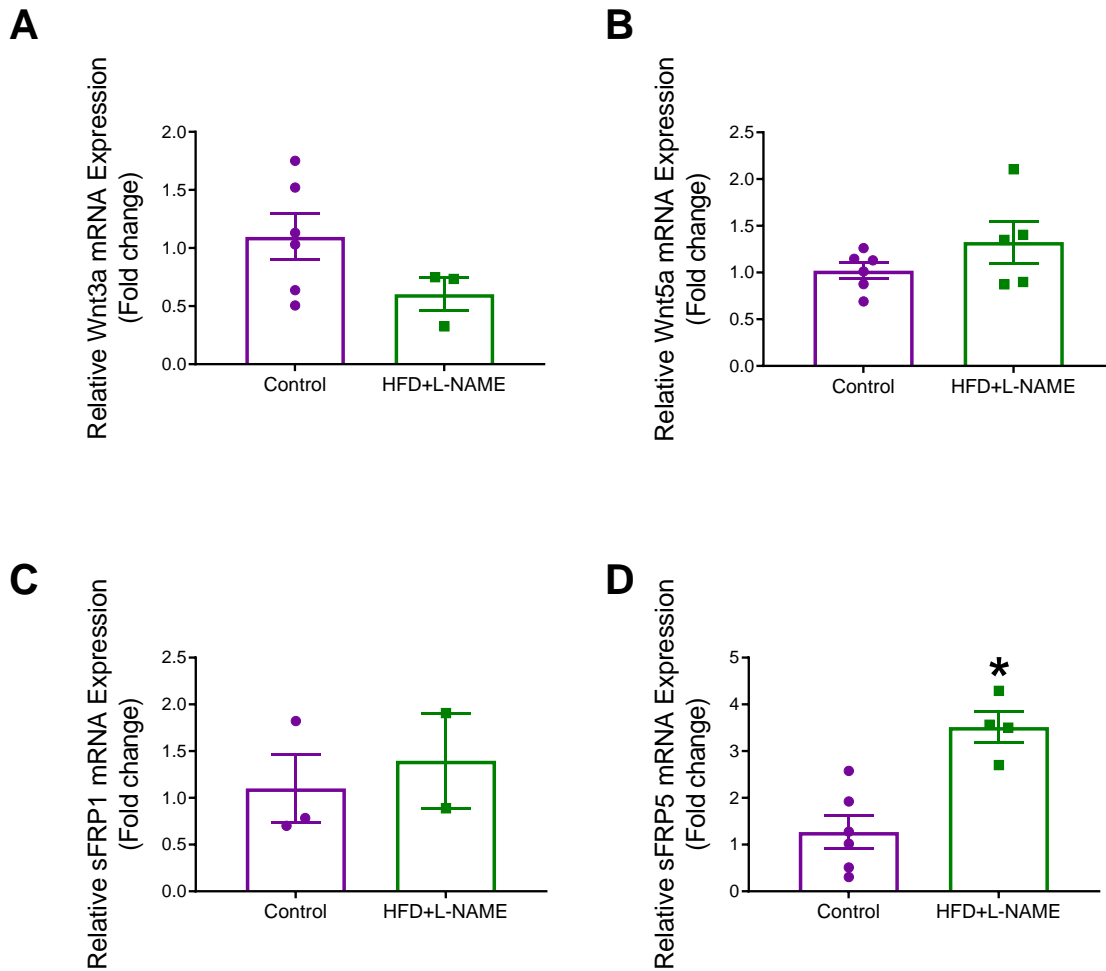 A
Relative Wnt3a mRNA Expression
(Fold change)
2.0
1.5
1.0
0.5
0.0
Control
HFD+L-NAME
B
Relative Wnt5a mRNA Expression
(Fold change)
2.5
2.0
1.5
1.0
0.5
0.0
Control
HFD+L-NAME
C
Relative sFRP1 mRNA Expression
(Fold change)
2.5
2.0
1.5
1.0
0.5
0.0
Control
HFD+L-NAME
D
Relative sFRP5 mRNA Expression
(Fold change)
5
4
3
2
1
0
*
Control
HFD+L-NAME